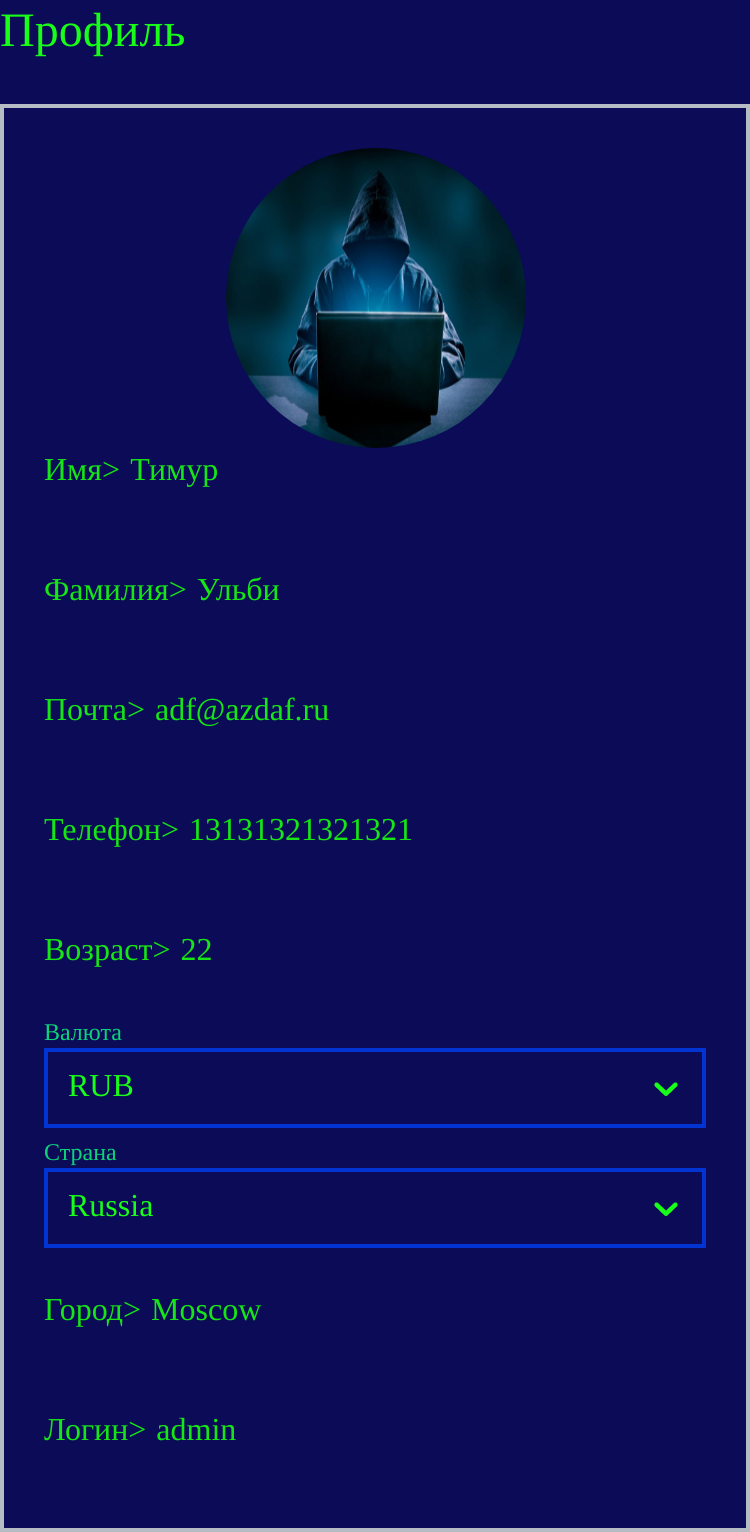 Профиль
Имя> Тимур
Фамилия> Ульби
Почта> adf@azdaf.ru
Телефон> 13131321321321
Возраст> 22
Валюта
RUB
Страна
Russia
Город> Moscow
Логин> admin